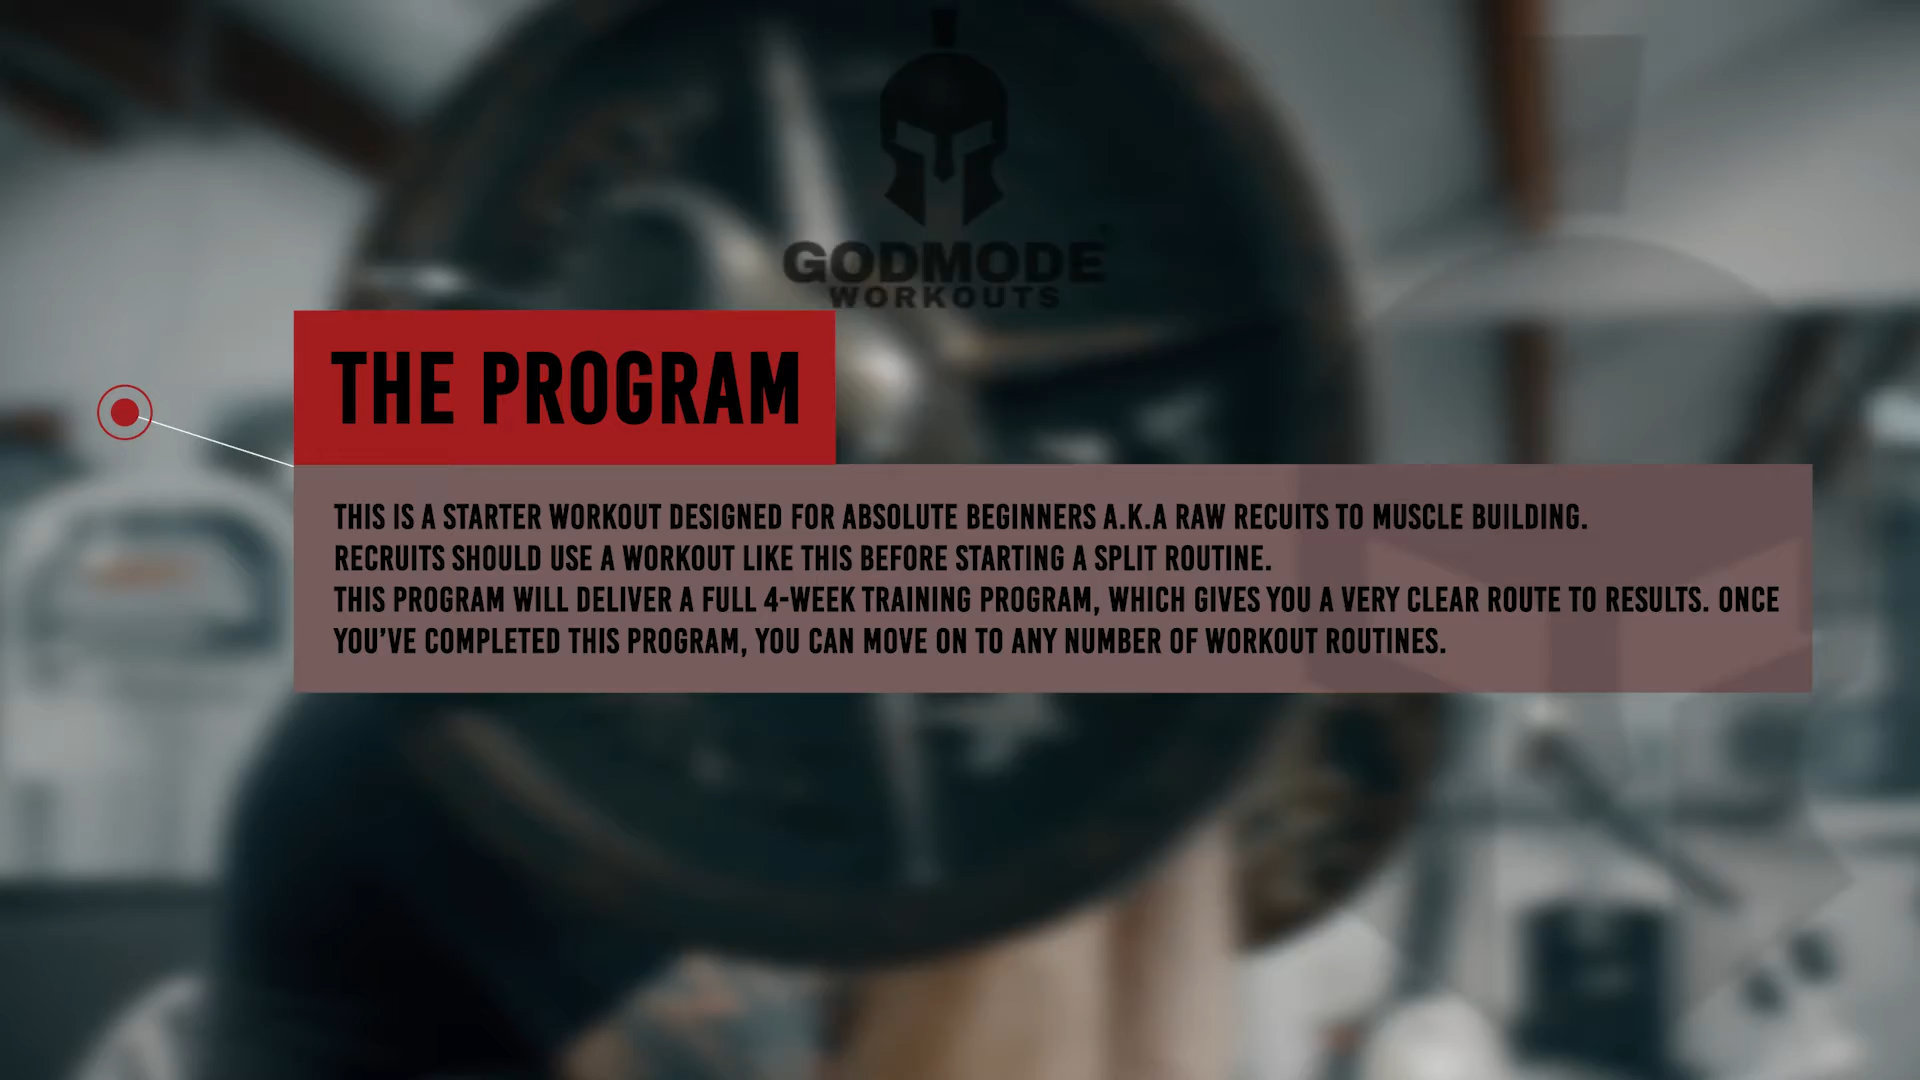 GODMODE
WORKOUTS
THE PROGRAM
THIS IS A STARTER WORKOUT DESIGNED FOR ABSOLUTE BEGINNERS A.K.A RAW RECUITS TO MUSCLE BUILDING.
RECRUITS SHOULD USE A WORKOUT LIKE THIS BEFORE STARTING A SPLIT ROUTINE.
THIS PROGRAM WILL DELIVER A FULL 4-WEEK TRAINING PROGRAM, WHICH GIVES YOU A VERY CLEAR ROUTE TO RESULTS. ONCE
YOU’VE COMPLETED THIS PROGRAM, YOU CAN MOVE ON TO ANY NUMBER OF WORKOUT ROUTINES.